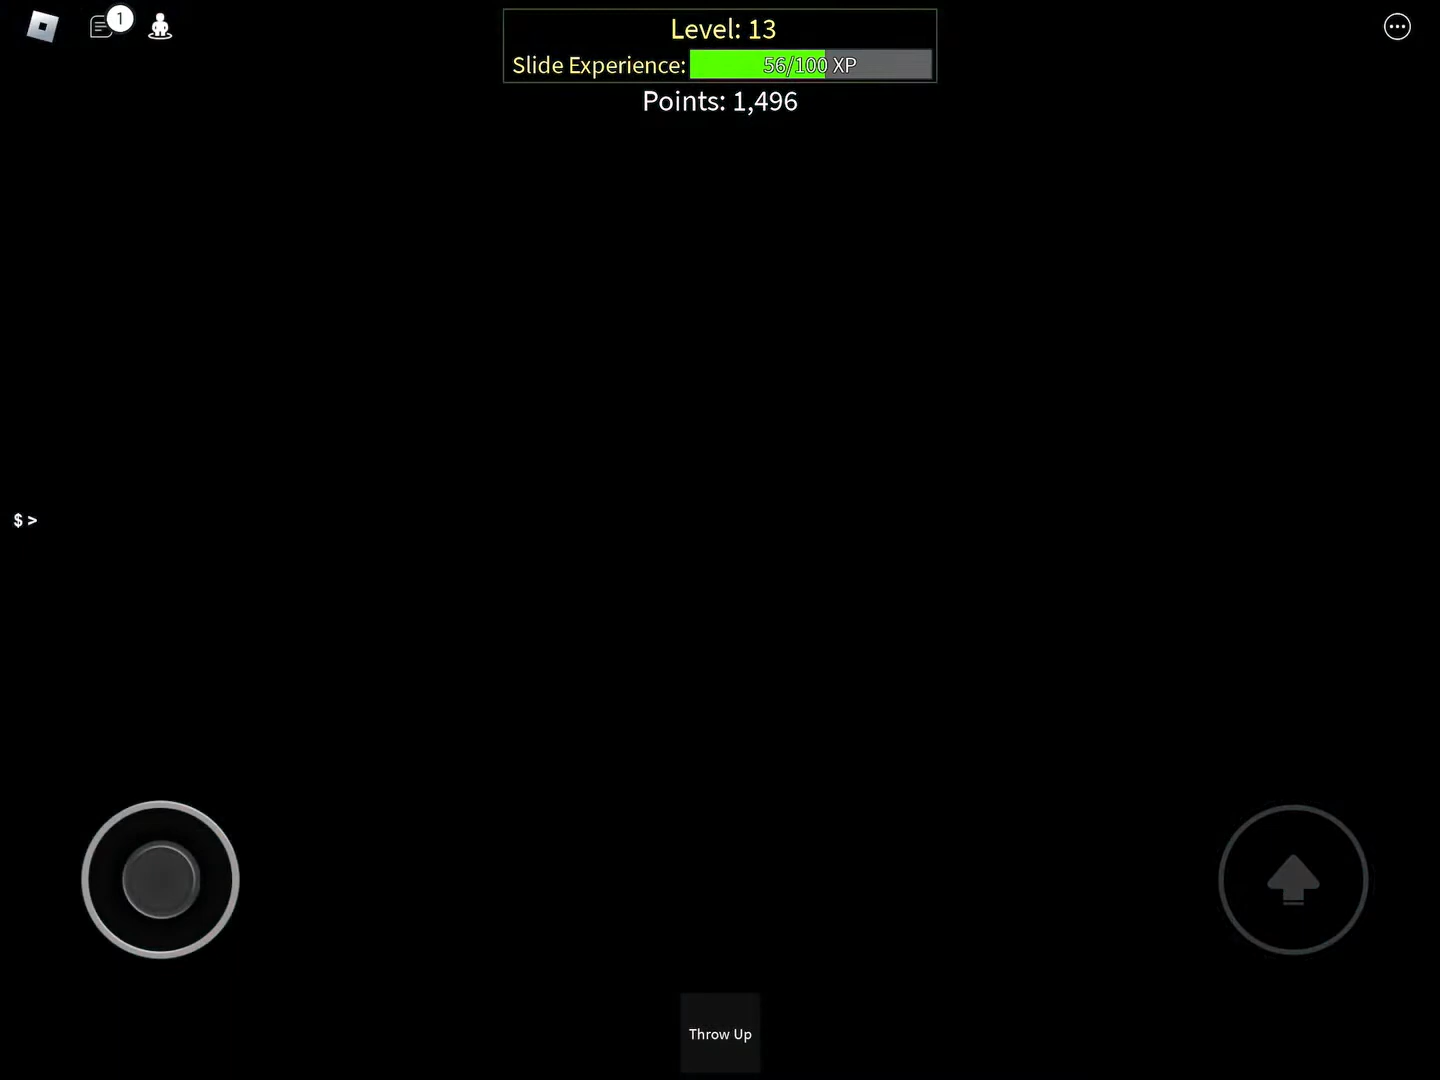 1
Level: 13
Slide Experience: 56/100 XP
Points: 1,496
$ >
Throw Up